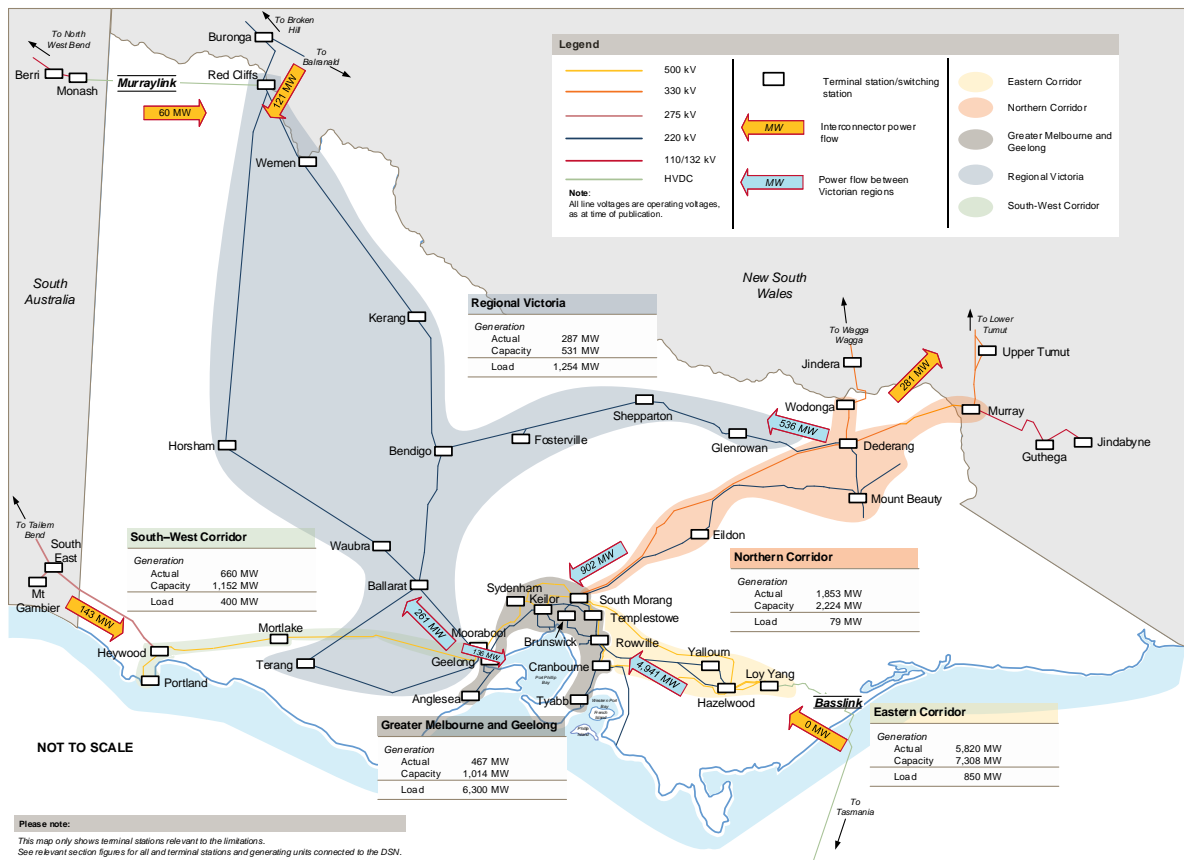 To Broken
Hill
Buronga
To
Balranald
To North
West Bend
Berri
Monash
Murraylink
Red Cliffs
121 MW
60 MW
Wemen
Legend
500 kV
330 kV
275 kV
220 kV
110/132 kV
HVDC
Note:
All line voltages are operating voltages,
as at time of publication.
Terminal station/switching
station
MW
Interconnector power
flow
MW
Power flow between
Victorian regions
Eastern Corridor
Northern Corridor
Greater Melbourne and
Geelong
Regional Victoria
South-West Corridor
South
Australia
New South
Wales
Regional Victoria
Generation
Actual 287 MW
Capacity 531 MW
Load 1,254 MW
Kerang
To Wagga
Wagga
To Lower
Tumut
Jindera
Upper Tumut
281 MW
Wodonga
Murray
Shepparton
536 MW
Fosterville
Glenrowan
Dederang
Guthega
Jindabyne
Horsham
Bendigo
Mount Beauty
To Tailem
Bend
South
East
Mt
Gambier
143 MW
South–West Corridor
Generation
Actual 660 MW
Capacity 1,152 MW
Load 400 MW
Waubra
Ballarat
Eildon
902 MW
Northern Corridor
Generation
Actual 1,853 MW
Capacity 2,224 MW
Load 79 MW
Sydenham
Keilor
South Morang
Templestowe
261 MW
Moorabool
Brunswick
Rowville
136 MW
Mortlake
Heywood
Portland
Terang
Geelong
Cranbourne
4,941 MW
Yallourn
Loy Yang
Hazelwood
Port Phillip
Bay
Anglesea
Tyabb
Western Port
Bay
French
Island
Phillip
Island
Basslink
0 MW
Greater Melbourne and Geelong
Generation
Actual 467 MW
Capacity 1,014 MW
Load 6,300 MW
Eastern Corridor
Generation
Actual 5,820 MW
Capacity 7,308 MW
Load 850 MW
NOT TO SCALE
To
Tasmania
Please note:
This map only shows terminal stations relevant to the limitations.
See relevant section figures for all and terminal stations and generating units connected to the DSN.